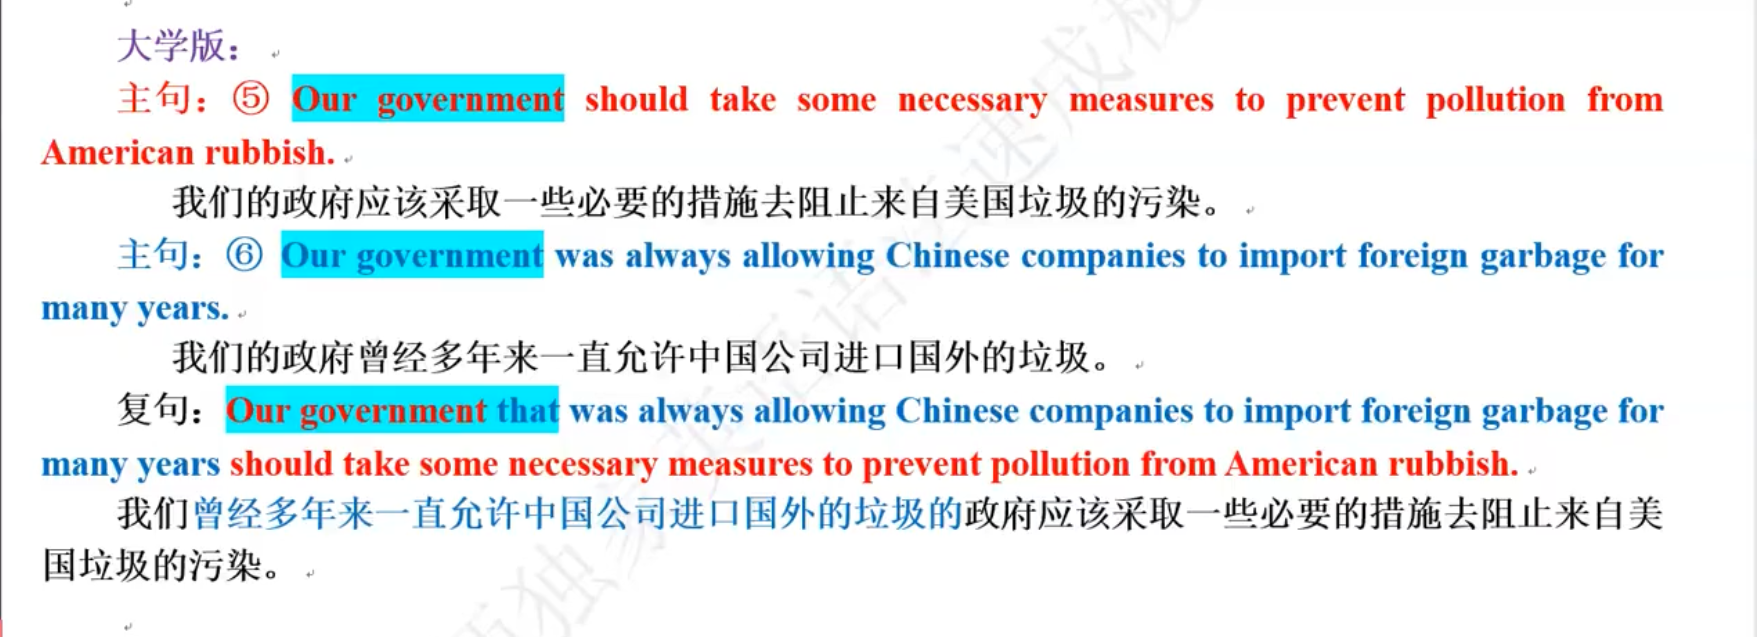 大学版：
主句：⑤ Our government should take some necessary measures to prevent pollution from
American rubbish.
我们的政府应该采取一些必要的措施去阻止来自美国垃圾的污染。
主句：⑥ Our government was always allowing Chinese companies to import foreign garbage for
many years.
我们的政府曾经多年来一直允许中国公司进口国外的垃圾。
复句：Our government that was always allowing Chinese companies to import foreign garbage for
many years should take some necessary measures to prevent pollution from American rubbish.
我们曾经多年来一直允许中国公司进口国外的垃圾的政府应该采取一些必要的措施去阻止来自美
国垃圾的污染。